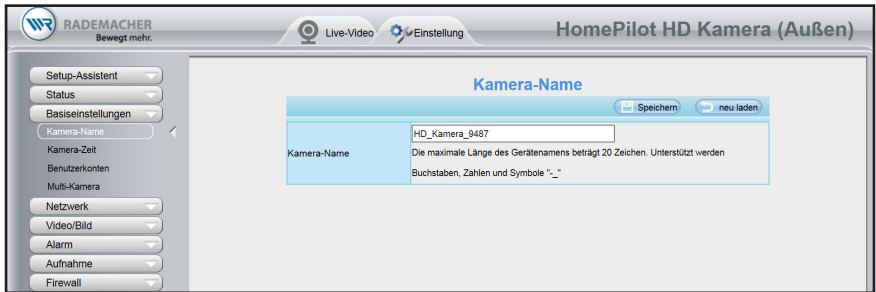 RADEMACHER
Bewegt mehr.
Live-Video
Einstellung
HomePilot HD Kamera (Außen)
Setup-Assistent
Status
Basiseinstellungen
Kamera-Name
Kamera-Zeit
Benutzerkonten
Multi-Kamera
Netzwerk
Video/Bild
Alarm
Aufnahme
Firewall
Kamera-Name
Speichern
neu laden
Kamera-Name
HD_Kamera_9487
Die maximale Länge des Gerätenamens beträgt 20 Zeichen. Unterstützt werden
Buchstaben, Zahlen und Symbole "-_"